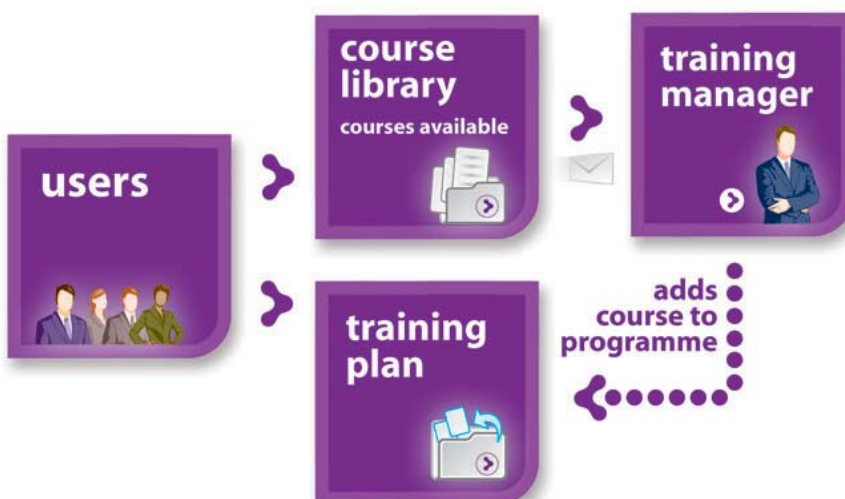 users
course
library
courses available
training
manager
adds
course to
programme
training
plan